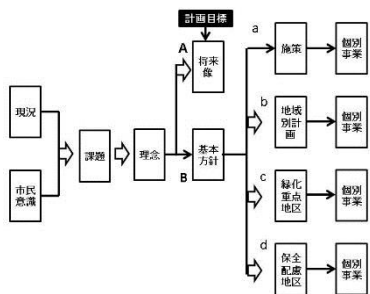 計画目標
A
将来
像
a
施策
個別
事業
現況
b
地域
別計
画
個別
事業
課題
理念
基本
方針
B
市民
意識
c
緑化
重点
地区
個別
事業
d
保全
配慮
地区
個別
事業